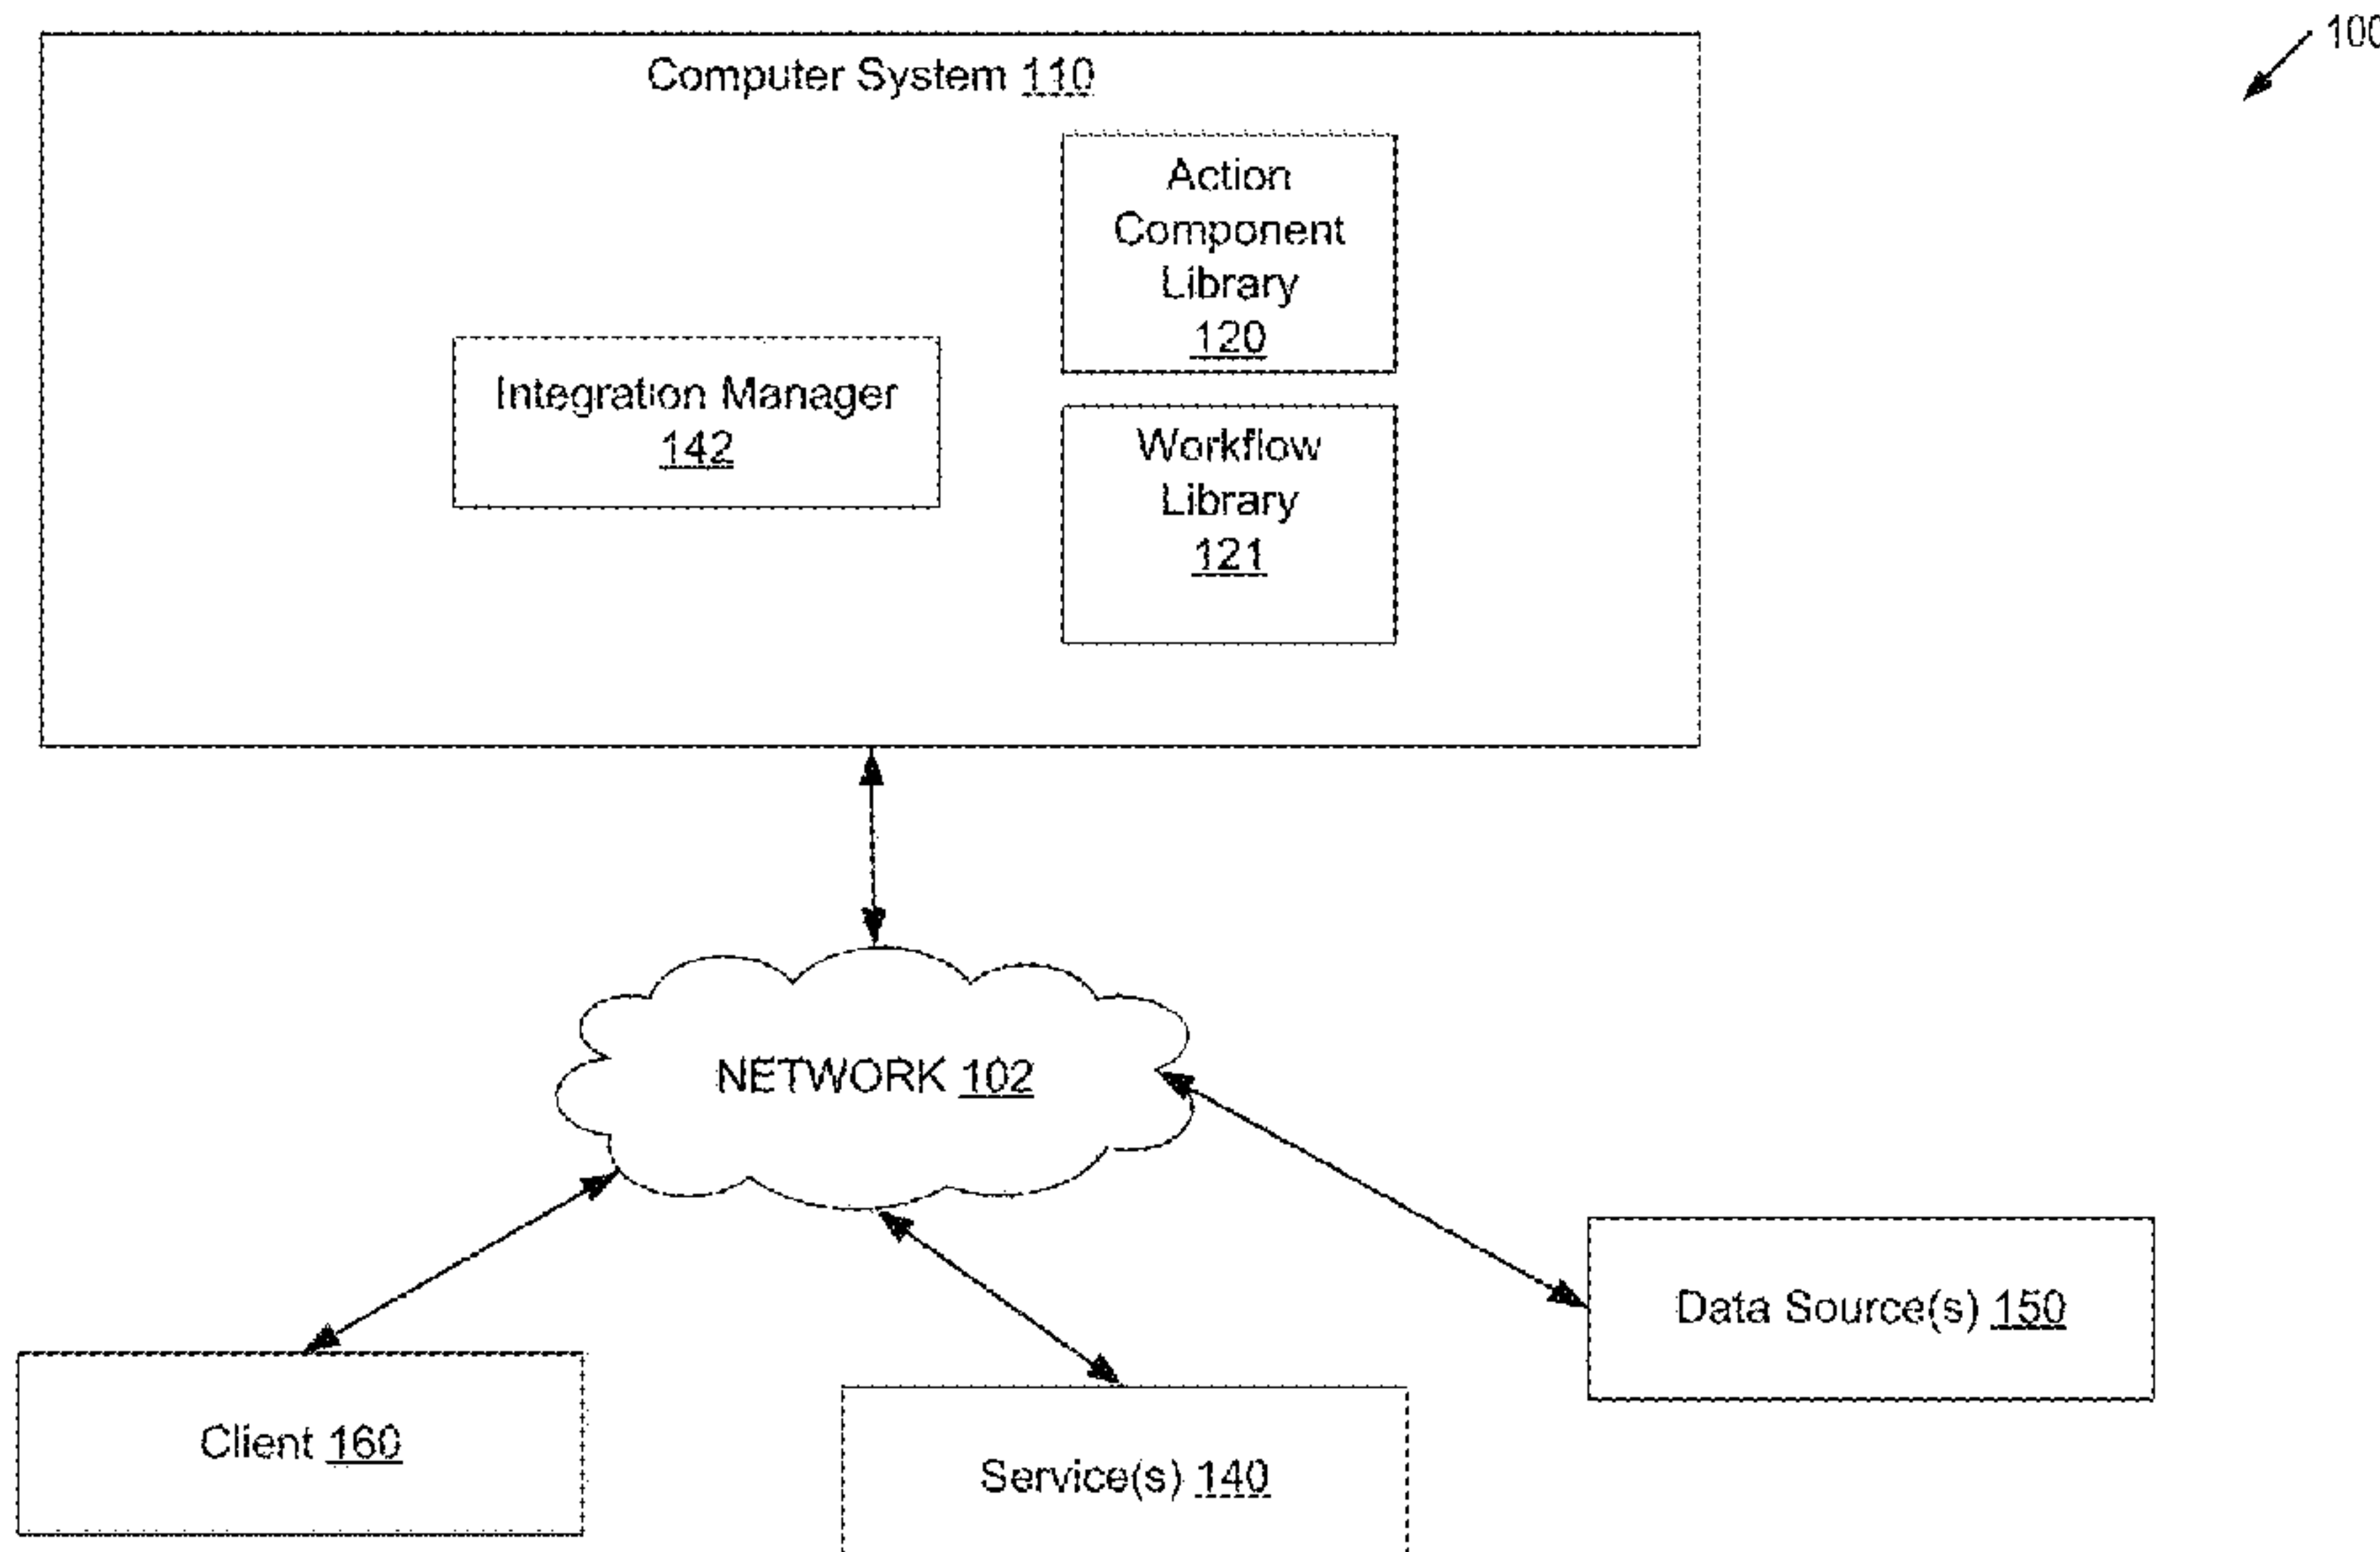 100
Computer System 110
Action
Component
Library
120
Integration Manager
142
Workflow
Library
121
NETWORK 102
Data Source(s) 150
Client 160
Service(s) 140